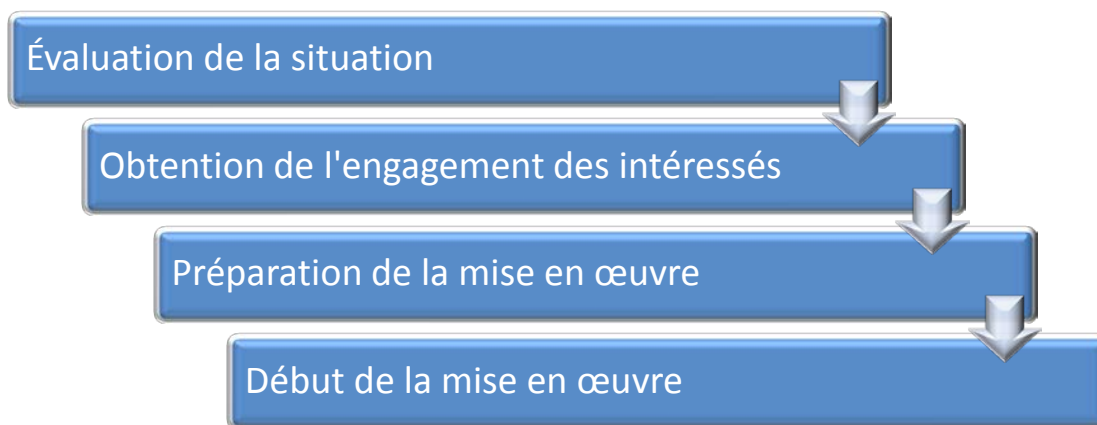 Évaluation de la situation
Obtention de l'engagement des intéressés
Préparation de la mise en œuvre
Début de la mise en œuvre